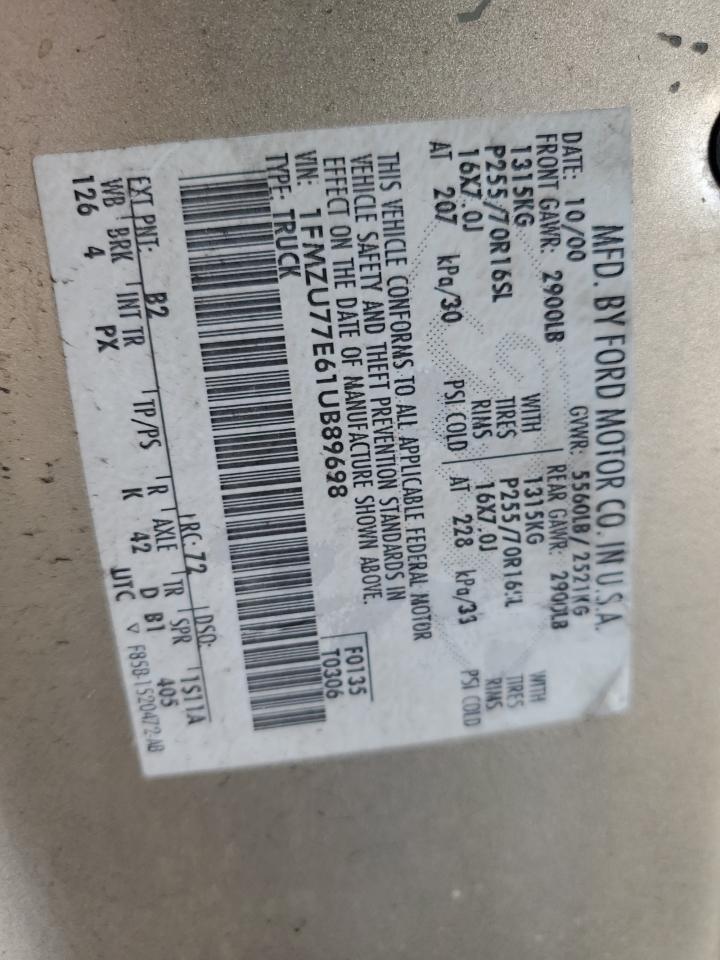 MFD. BY FORD MOTOR CO. IN U.S.A.
DATE: 10/00 GVWR: 5560LB/ 2521KG
FRONT GAWR: 2900LB REAR GAWR: 2900LB
1315KG WITH 1315KG WITH
P255/70R16SL TIRES P255/70R16SL TIRES
16X7.0J RIMS 16X7.0J RIMS
AT 207 kPa/30 PSI COLD AT 228 kPa/33 PSI COLD
THIS VEHICLE CONFORMS TO ALL APPLICABLE FEDERAL MOTOR
VEHICLE SAFETY AND THEFT PREVENTION STANDARDS IN
EFFECT ON THE DATE OF MANUFACTURE SHOWN ABOVE.
VIN: 1FMZU77E61UB89698 F0135
TYPE: TRUCK T0306
EXT PNT: B2 RC:72 DSO: 1S11A
WB BRK INT TR TP/PS R AXLE TR SPR
126 4 PX K 42 D B1 405
UTC ▽ F85B-1520472-AB